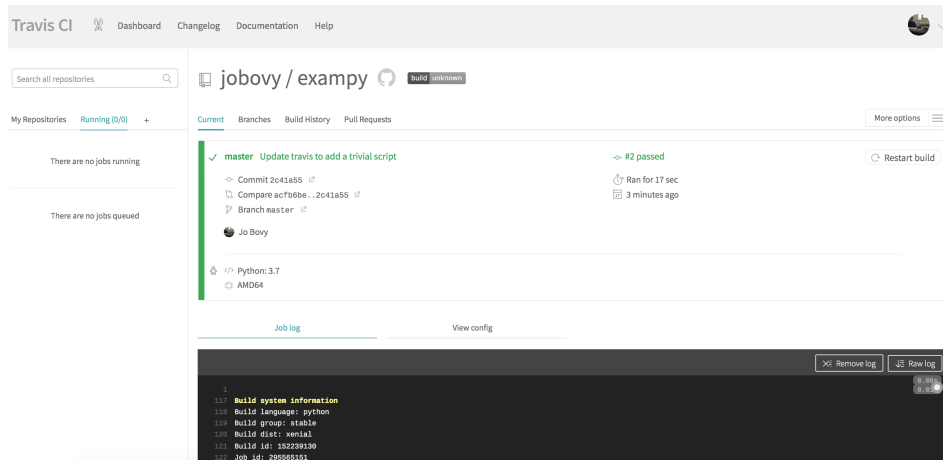 Travis CI Dashboard Changelog Documentation Help
Search all repositories
jobovy / exampy build unknown
My Repositories Running (0/0) +
Current Branches Build History Pull Requests More options
There are no jobs running
There are no jobs queued
master Update travis to add a trivial script #2 passed Restart build
Commit 2c41a55 Ran for 17 sec
Compare acfb6be..2c41a55 3 minutes ago
Branch master
Jo Bovy
</> Python: 3.7
AMD64
Job log View config
Remove log Raw log
1
117 Build system information
118 Build language: python
119 Build group: stable
120 Build dist: xenial
121 Build id: 152239130
122 Job id: 295565151